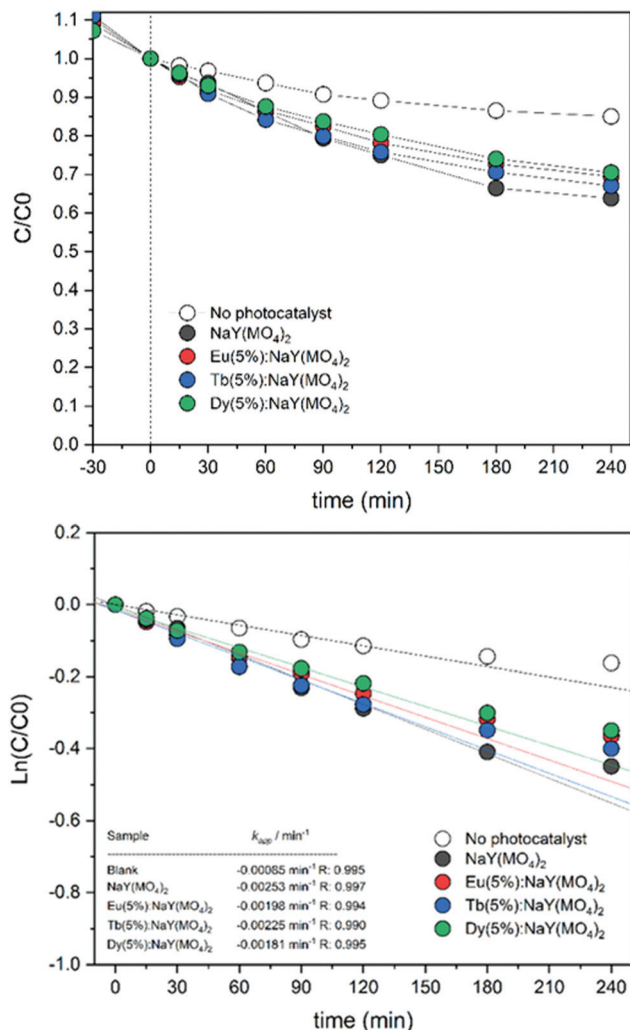 1.1
1.0
0.9
0.8
0.7
0.6
0.5
0.4
0.3
0.2
0.1
0.0
C/C0
No photocatalyst
NaY(MO₄)₂
Eu(5%):NaY(MO₄)₂
Tb(5%):NaY(MO₄)₂
Dy(5%):NaY(MO₄)₂
-30 0 30 60 90 120 150 180 210 240
time (min)
0.2
0.0
-0.2
-0.4
-0.6
-0.8
-1.0
Ln(C/C0)
Sample kapp / min⁻¹
Blank -0.00085 min⁻¹ R: 0.995
NaY(MO₄)₂ -0.00253 min⁻¹ R: 0.997
Eu(5%):NaY(MO₄)₂ -0.00198 min⁻¹ R: 0.994
Tb(5%):NaY(MO₄)₂ -0.00225 min⁻¹ R: 0.990
Dy(5%):NaY(MO₄)₂ -0.00181 min⁻¹ R: 0.995
No photocatalyst
NaY(MO₄)₂
Eu(5%):NaY(MO₄)₂
Tb(5%):NaY(MO₄)₂
Dy(5%):NaY(MO₄)₂
0 30 60 90 120 150 180 210 240
time (min)